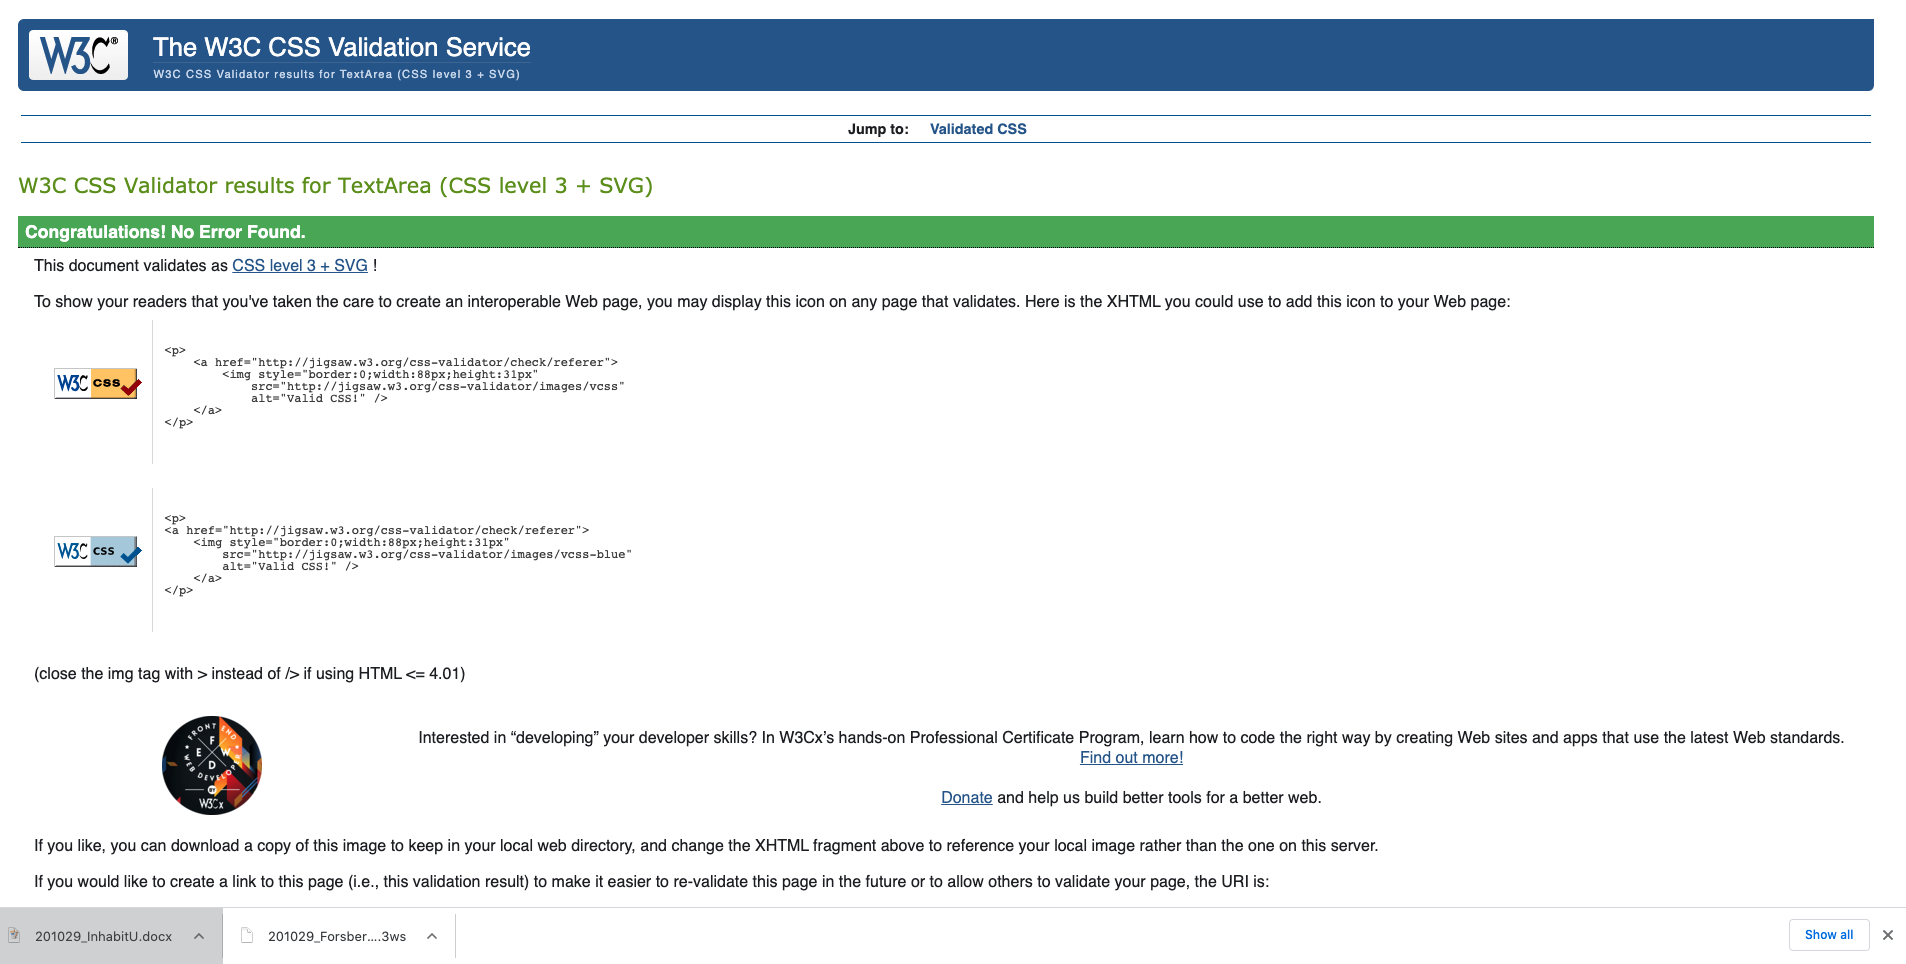 W3C®
The W3C CSS Validation Service
W3C CSS Validator results for TextArea (CSS level 3 + SVG)
Jump to: Validated CSS
W3C CSS Validator results for TextArea (CSS level 3 + SVG)
Congratulations! No Error Found.
This document validates as CSS level 3 + SVG !
To show your readers that you've taken the care to create an interoperable Web page, you may display this icon on any page that validates. Here is the XHTML you could use to add this icon to your Web page:
W3C css
<p>
<a href="http://jigsaw.w3.org/css-validator/check/referer">
<img style="border:0;width:88px;height:31px"
src="http://jigsaw.w3.org/css-validator/images/vcss"
alt="Valid CSS!" />
</a>
</p>
W3C css
<p>
<a href="http://jigsaw.w3.org/css-validator/check/referer">
<img style="border:0;width:88px;height:31px"
src="http://jigsaw.w3.org/css-validator/images/vcss-blue"
alt="Valid CSS!" />
</a>
</p>
(close the img tag with > instead of /> if using HTML <= 4.01)
FRONT END
F E W D
WEB DEVELOPER
BY
W3Cx
Interested in “developing” your developer skills? In W3Cx’s hands-on Professional Certificate Program, learn how to code the right way by creating Web sites and apps that use the latest Web standards.
Find out more!
Donate and help us build better tools for a better web.
If you like, you can download a copy of this image to keep in your local web directory, and change the XHTML fragment above to reference your local image rather than the one on this server.
If you would like to create a link to this page (i.e., this validation result) to make it easier to re-validate this page in the future or to allow others to validate your page, the URI is:
201029_InhabitU.docx
201029_Forsber....3ws
Show all